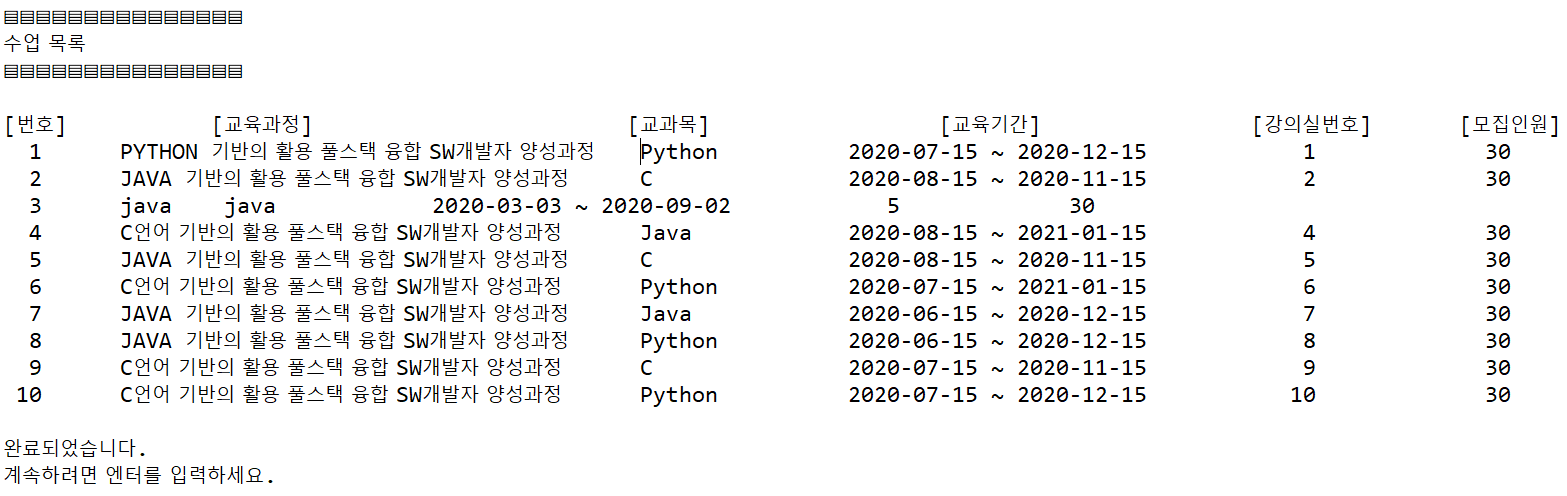 ▤▤▤▤▤▤▤▤▤▤▤▤▤▤▤
수업 목록
▤▤▤▤▤▤▤▤▤▤▤▤▤▤▤
[번호] [교육과정] [교과목] [교육기간] [강의실번호] [모집인원]
1 PYTHON 기반의 활용 풀스택 융합 SW개발자 양성과정 Python 2020-07-15 ~ 2020-12-15 1 30
2 JAVA 기반의 활용 풀스택 융합 SW개발자 양성과정 C 2020-08-15 ~ 2020-11-15 2 30
3 java java 2020-03-03 ~ 2020-09-02 5 30
4 C언어 기반의 활용 풀스택 융합 SW개발자 양성과정 Java 2020-08-15 ~ 2021-01-15 4 30
5 JAVA 기반의 활용 풀스택 융합 SW개발자 양성과정 C 2020-08-15 ~ 2020-11-15 5 30
6 C언어 기반의 활용 풀스택 융합 SW개발자 양성과정 Python 2020-07-15 ~ 2021-01-15 6 30
7 JAVA 기반의 활용 풀스택 융합 SW개발자 양성과정 Java 2020-06-15 ~ 2020-12-15 7 30
8 JAVA 기반의 활용 풀스택 융합 SW개발자 양성과정 Python 2020-06-15 ~ 2020-12-15 8 30
9 C언어 기반의 활용 풀스택 융합 SW개발자 양성과정 C 2020-07-15 ~ 2020-11-15 9 30
10 C언어 기반의 활용 풀스택 융합 SW개발자 양성과정 Python 2020-07-15 ~ 2020-12-15 10 30
완료되었습니다.
계속하려면 엔터를 입력하세요.